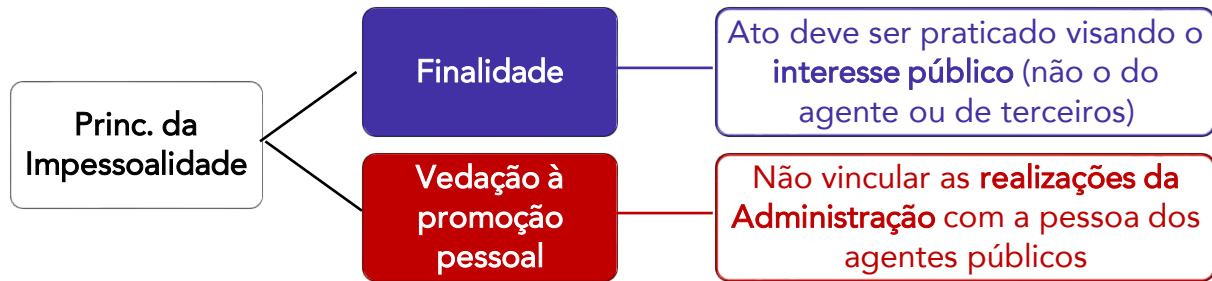 Princ. da
Impessoalidade
Finalidade
Ato deve ser praticado visando o
interesse público (não o do
agente ou de terceiros)
Vedação à
promoção
pessoal
Não vincular as realizações da
Administração com a pessoa dos
agentes públicos